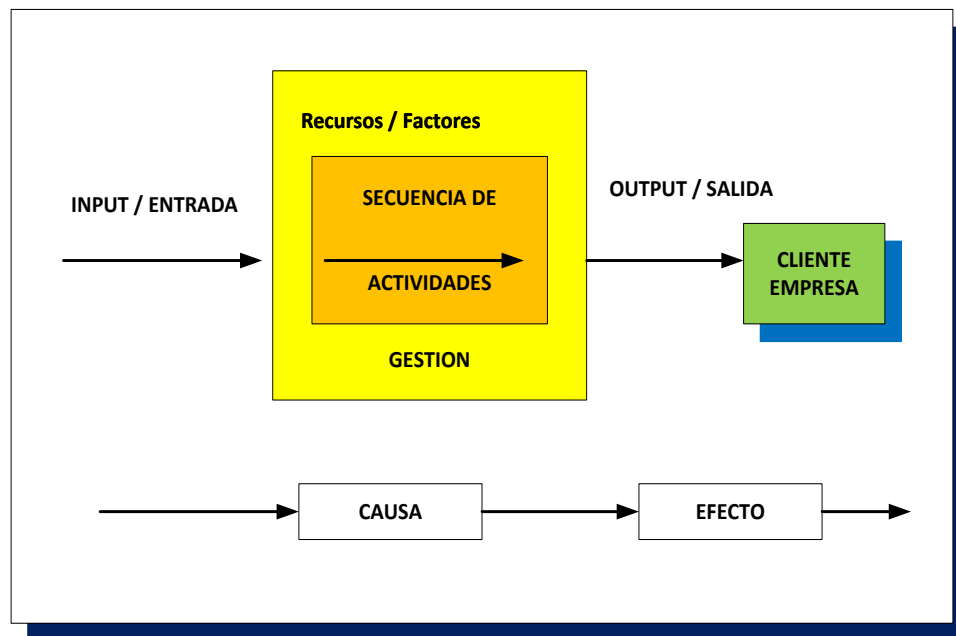 Recursos / Factores
INPUT / ENTRADA
SECUENCIA DE
ACTIVIDADES
GESTION
OUTPUT / SALIDA
CLIENTE
EMPRESA
CAUSA
EFECTO